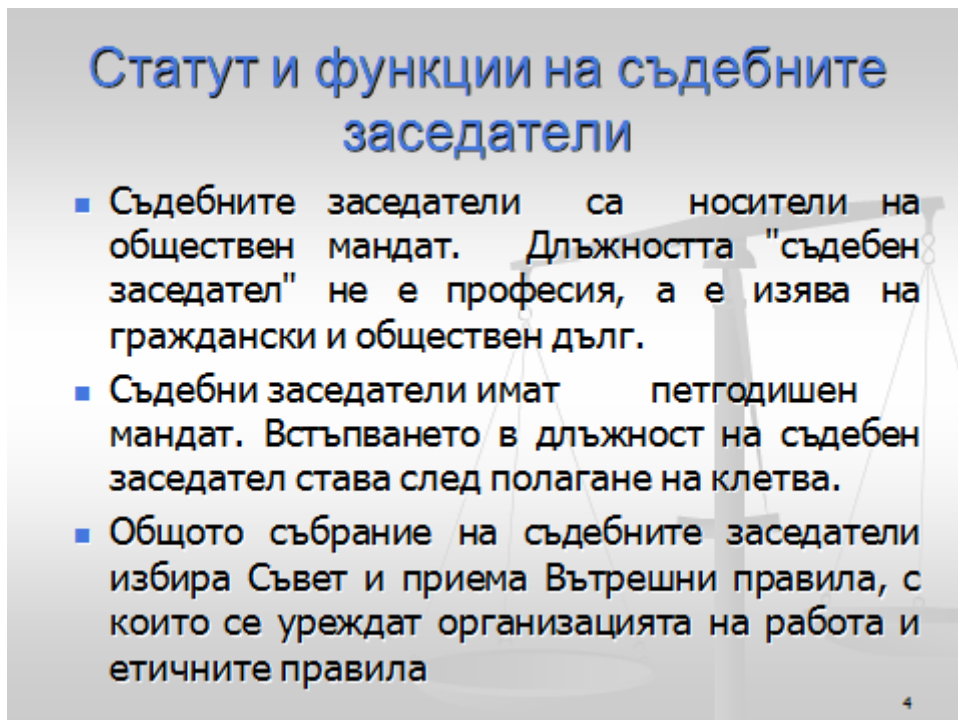 Статут и функции на съдебните
заседатели
Съдебните заседатели са носители на
обществен мандат. Длъжността "съдебен
заседател" не е професия, а е изява на
граждански и обществен дълг.
Съдебни заседатели имат петгодишен
мандат. Встъпването в длъжност на съдебен
заседател става след полагане на клетва.
Общото събрание на съдебните заседатели
избира Съвет и приема Вътрешни правила, с
които се уреждат организацията на работа и
етичните правила
4